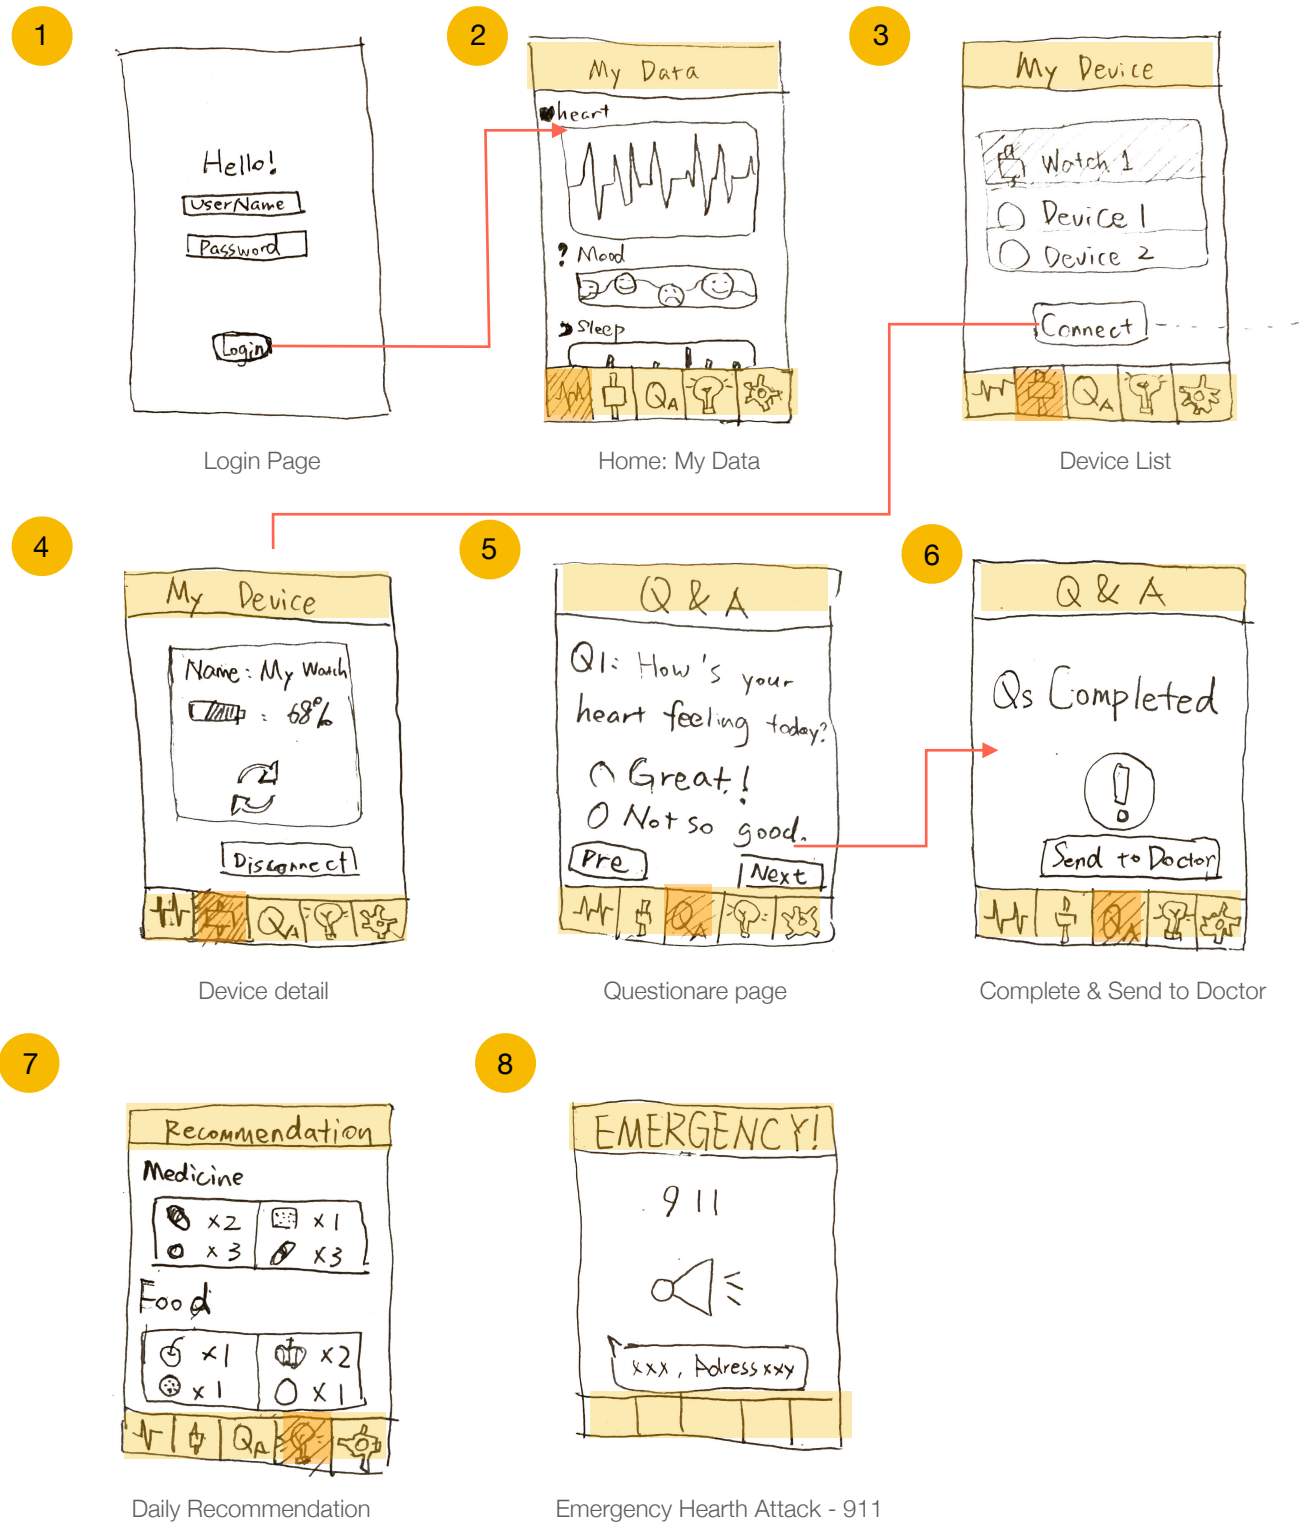 1
Hello!
UserName
Password
Login
Login Page
2
My Data
heart
? Mood
Sleep
QA
Home: My Data
3
My Device
Watch 1
Device 1
Device 2
Connect
QA
Device List
4
My Device
Name: My Watch
: 68%
Disconnect
QA
Device detail
5
Q & A
Q1: How's your
heart feeling today?
Great!
Not so good.
Pre
Next
QA
Questionare page
6
Q & A
Qs Completed
!
Send to Doctor
QA
Complete & Send to Doctor
7
Recommendation
Medicine
x2 x1
x3 x3
Food
x1 x2
x1 x1
QA
Daily Recommendation
8
EMERGENCY!
911
xxx, Adress xxy
Emergency Hearth Attack - 911